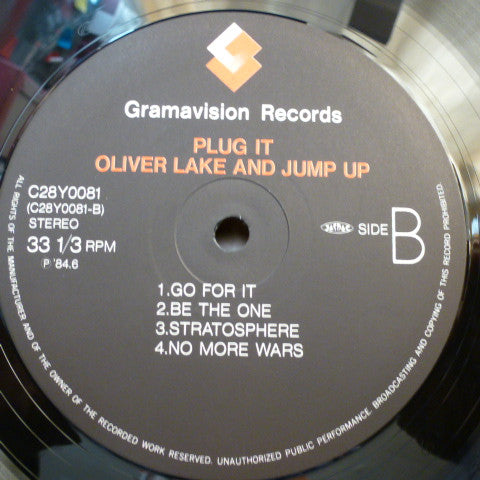 Gramavision Records
PLUG IT
OLIVER LAKE AND JUMP UP
C28Y0081
(C28Y0081-B)
STEREO
33 1/3 RPM
P '84.6
SIDE B
1.GO FOR IT
2.BE THE ONE
3.STRATOSPHERE
4.NO MORE WARS
ALL RIGHTS OF THE MANUFACTURER AND OF THE OWNER OF THE RECORDED WORK RESERVED. UNAUTHORIZED PUBLIC PERFORMANCE. BROADCASTING AND COPYING OF THIS RECORD PROHIBITED.